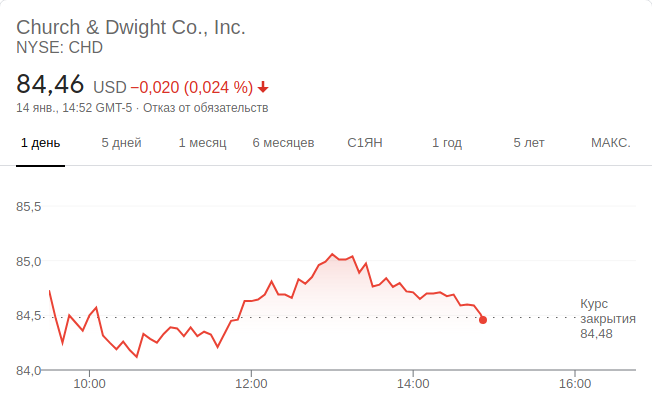 Church & Dwight Co., Inc.
NYSE: CHD
84,46 USD −0,020 (0,024 %)
14 янв., 14:52 GMT-5 · Отказ от обязательств
1 день 5 дней 1 месяц 6 месяцев С1ЯН 1 год 5 лет МАКС.
85,5
85,0
84,5
84,0
Курс
закрытия
84,48
10:00 12:00 14:00 16:00